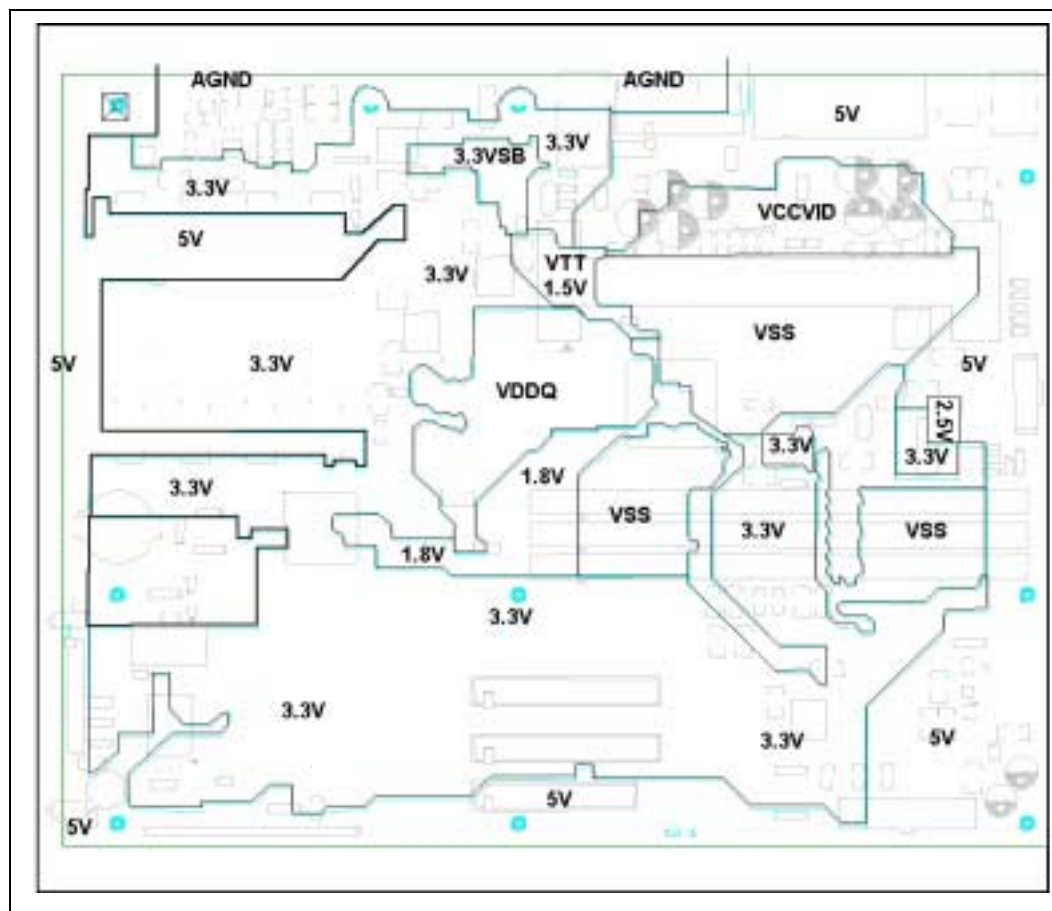 AGND
AGND
5V
3.3V
3.3VSB
3.3V
VCCVID
5V
3.3V
VTT
1.5V
VSS
5V
3.3V
5V
VDDQ
2.5V
3.3V
3.3V
1.8V
3.3V
VSS
3.3V
VSS
1.8V
3.3V
3.3V
3.3V
5V
5V
5V